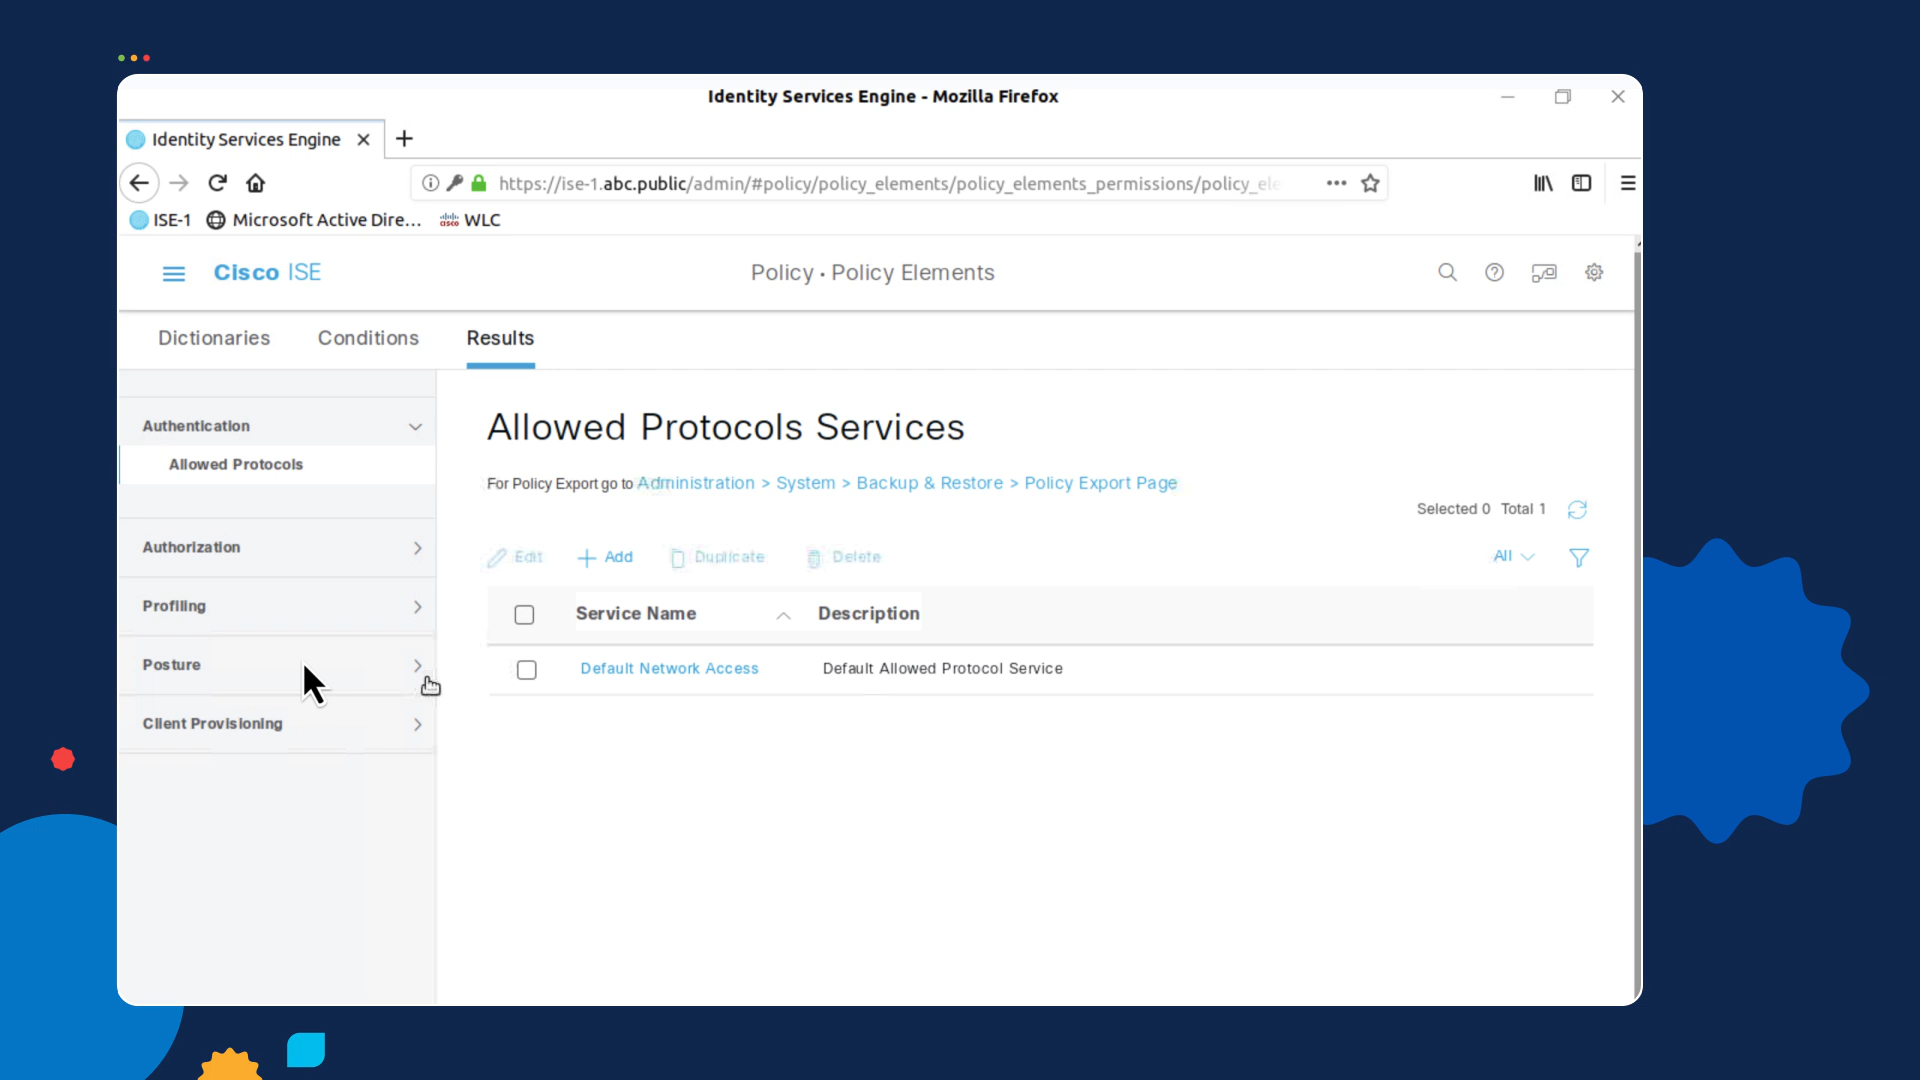 Identity Services Engine - Mozilla Firefox
Identity Services Engine
https://ise-1.abc.public/admin/#policy/policy_elements/policy_elements_permissions/policy_ele
ISE-1 Microsoft Active Dire... WLC
Cisco ISE
Policy · Policy Elements
Dictionaries Conditions Results
Authentication
Allowed Protocols
Authorization
Profiling
Posture
Client Provisioning
Allowed Protocols Services
For Policy Export go to Administration > System > Backup & Restore > Policy Export Page
Selected 0 Total 1
Edit Add Duplicate Delete All
Service Name Description
Default Network Access Default Allowed Protocol Service